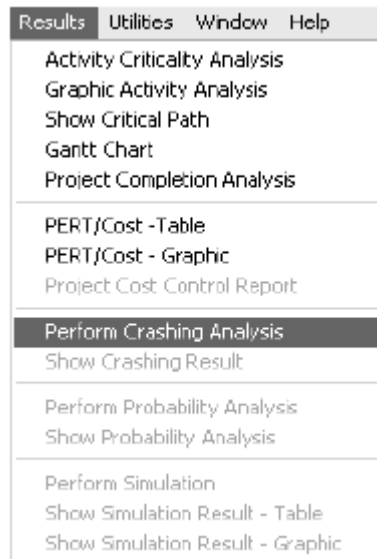 Results Utilities Window Help
Activity Criticality Analysis
Graphic Activity Analysis
Show Critical Path
Gantt Chart
Project Completion Analysis
PERT/Cost -Table
PERT/Cost - Graphic
Project Cost Control Report
Perform Crashing Analysis
Show Crashing Result
Perform Probability Analysis
Show Probability Analysis
Perform Simulation
Show Simulation Result - Table
Show Simulation Result - Graphic